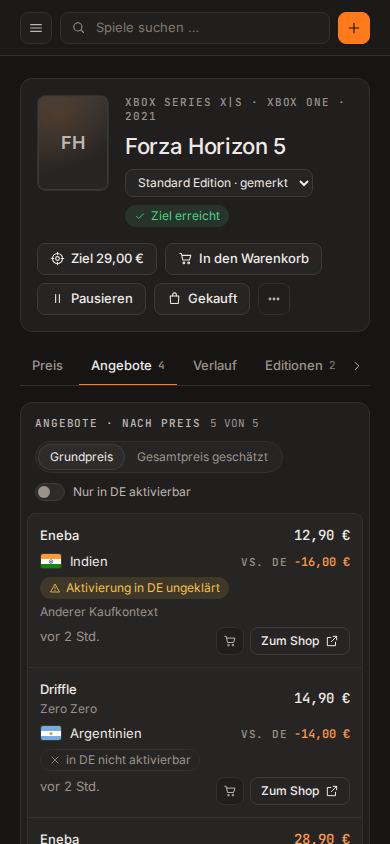 Spiele suchen ...
XBOX SERIES X|S · XBOX ONE ·
2021
FH
Forza Horizon 5
Standard Edition · gemerkt
Ziel erreicht
Ziel 29,00 €
In den Warenkorb
Pausieren
Gekauft
Preis
Angebote 4
Verlauf
Editionen 2
ANGEBOTE · NACH PREIS 5 VON 5
Grundpreis
Gesamtpreis geschätzt
Nur in DE aktivierbar
Eneba
12,90 €
Indien
VS. DE -16,00 €
Aktivierung in DE ungeklärt
Anderer Kaufkontext
vor 2 Std.
Zum Shop
Driffle
Zero Zero
14,90 €
Argentinien
VS. DE -14,00 €
in DE nicht aktivierbar
vor 2 Std.
Zum Shop
Eneba
28,90 €